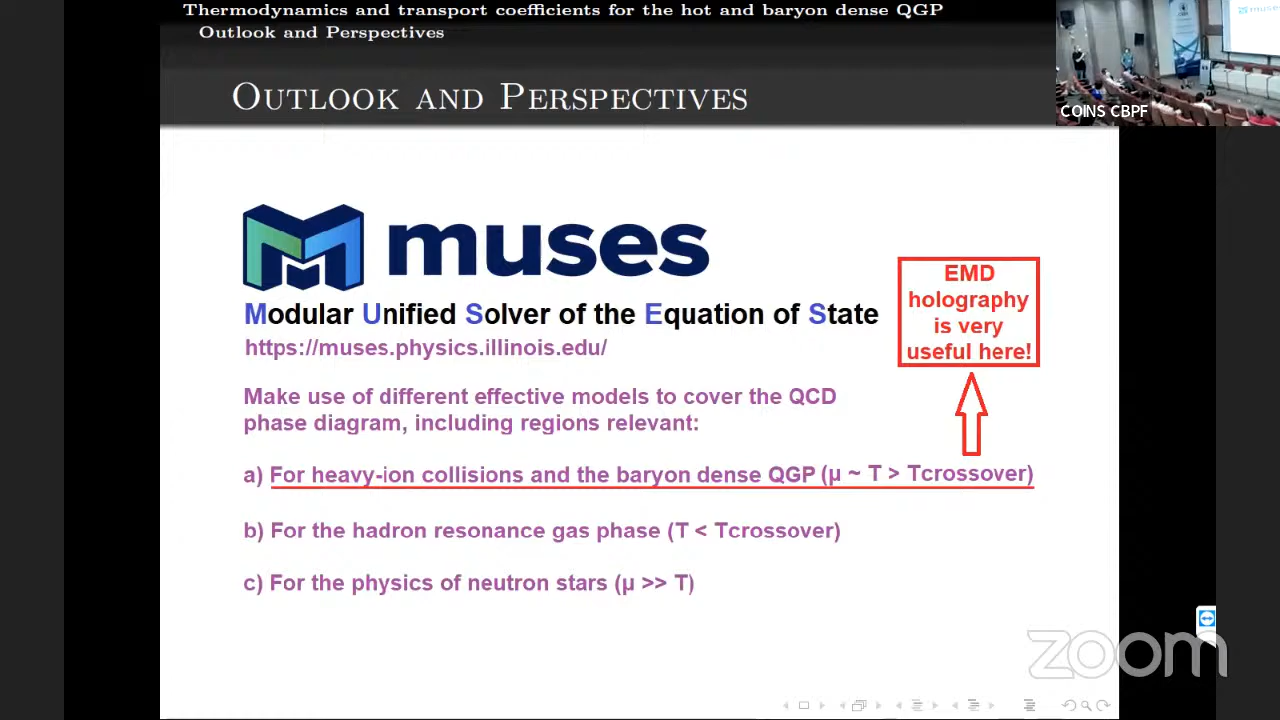 Thermodynamics and transport coefficients for the hot and baryon dense QGP
Outlook and Perspectives
OUTLOOK AND PERSPECTIVES
muses
COINS CBPF
muses
Modular Unified Solver of the Equation of State
https://muses.physics.illinois.edu/
EMD
holography
is very
useful here!
Make use of different effective models to cover the QCD
phase diagram, including regions relevant:
a) For heavy-ion collisions and the baryon dense QGP (μ ~ T > Tcrossover)
b) For the hadron resonance gas phase (T < Tcrossover)
c) For the physics of neutron stars (μ >> T)
zoom